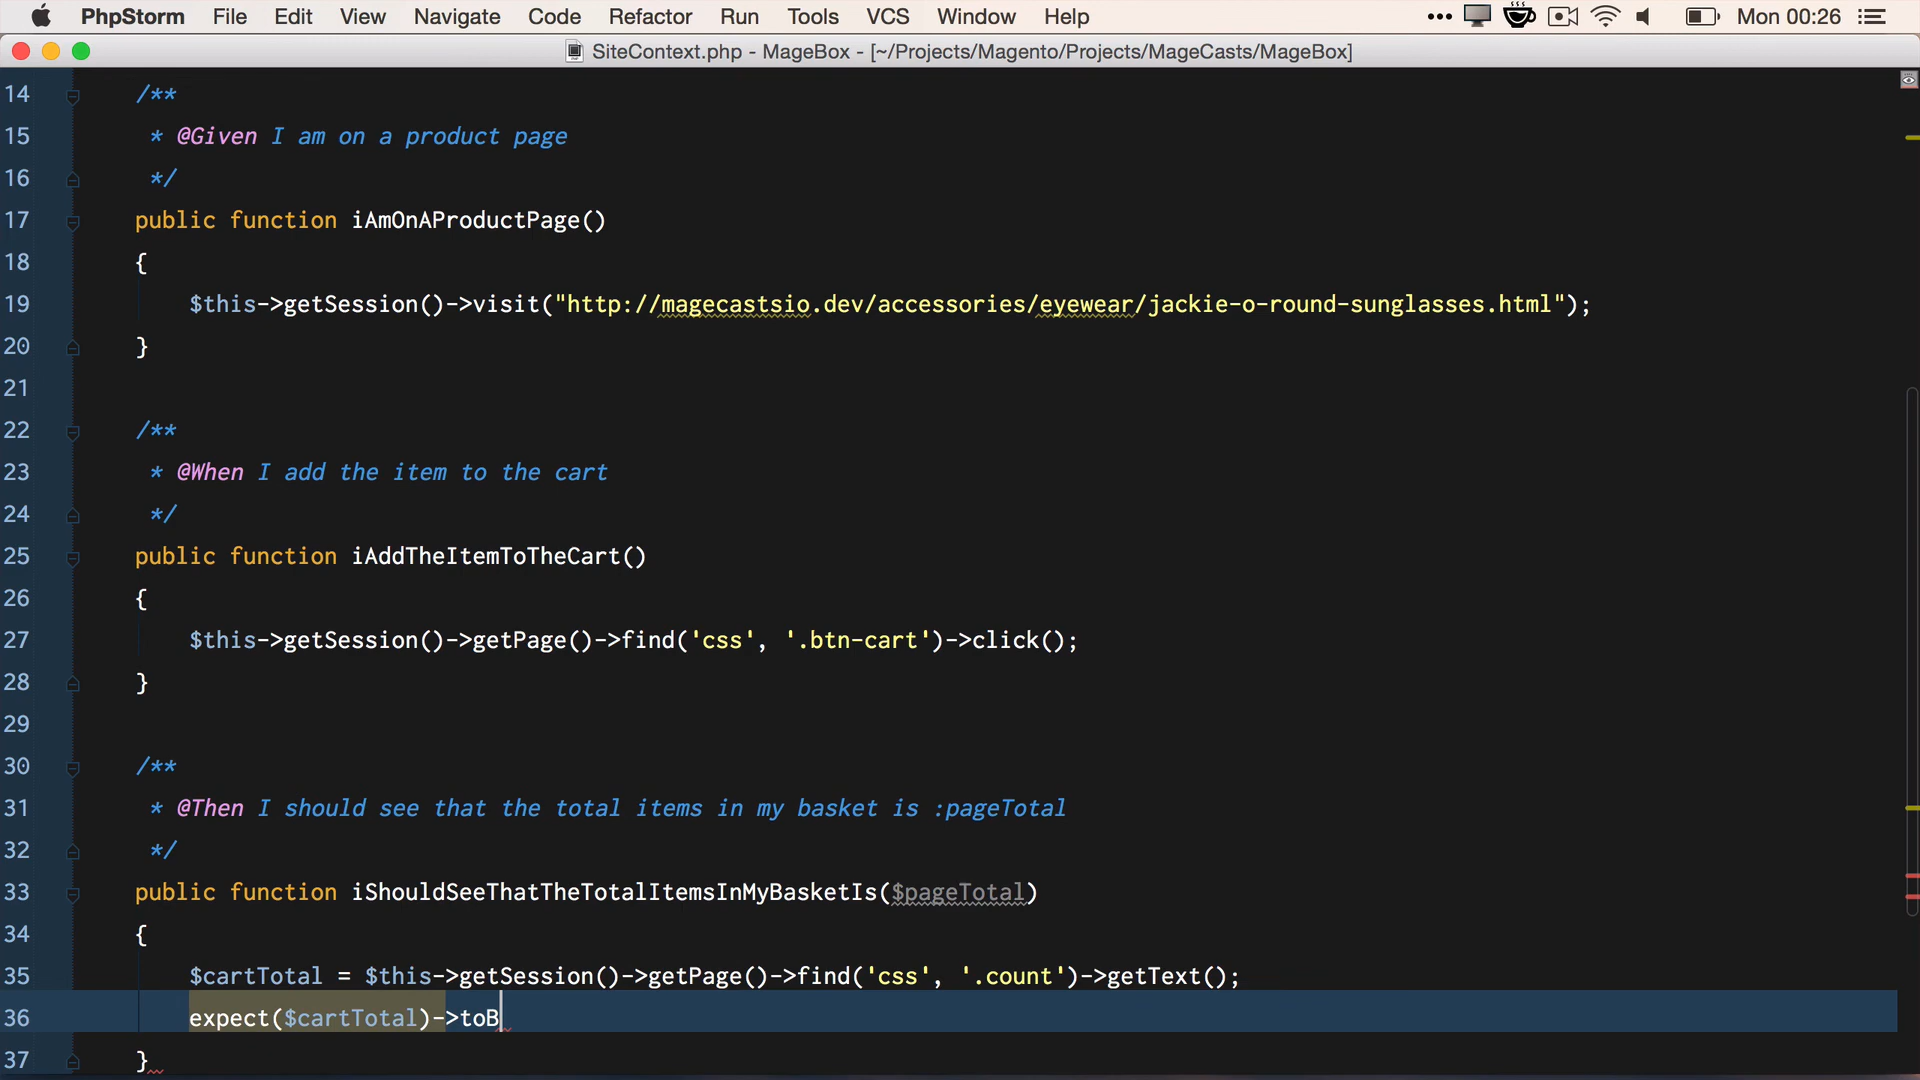 PhpStorm File Edit View Navigate Code Refactor Run Tools VCS Window Help Mon 00:26
SiteContext.php - MageBox - [~/Projects/Magento/Projects/MageCasts/MageBox]
14 /**
15 * @Given I am on a product page
16 */
17 public function iAmOnAProductPage()
18 {
19 $this->getSession()->visit("http://magecastsio.dev/accessories/eyewear/jackie-o-round-sunglasses.html");
20 }
21
22 /**
23 * @When I add the item to the cart
24 */
25 public function iAddTheItemToTheCart()
26 {
27 $this->getSession()->getPage()->find('css', '.btn-cart')->click();
28 }
29
30 /**
31 * @Then I should see that the total items in my basket is :pageTotal
32 */
33 public function iShouldSeeThatTheTotalItemsInMyBasketIs($pageTotal)
34 {
35 $cartTotal = $this->getSession()->getPage()->find('css', '.count')->getText();
36 expect($cartTotal)->toB
37 }